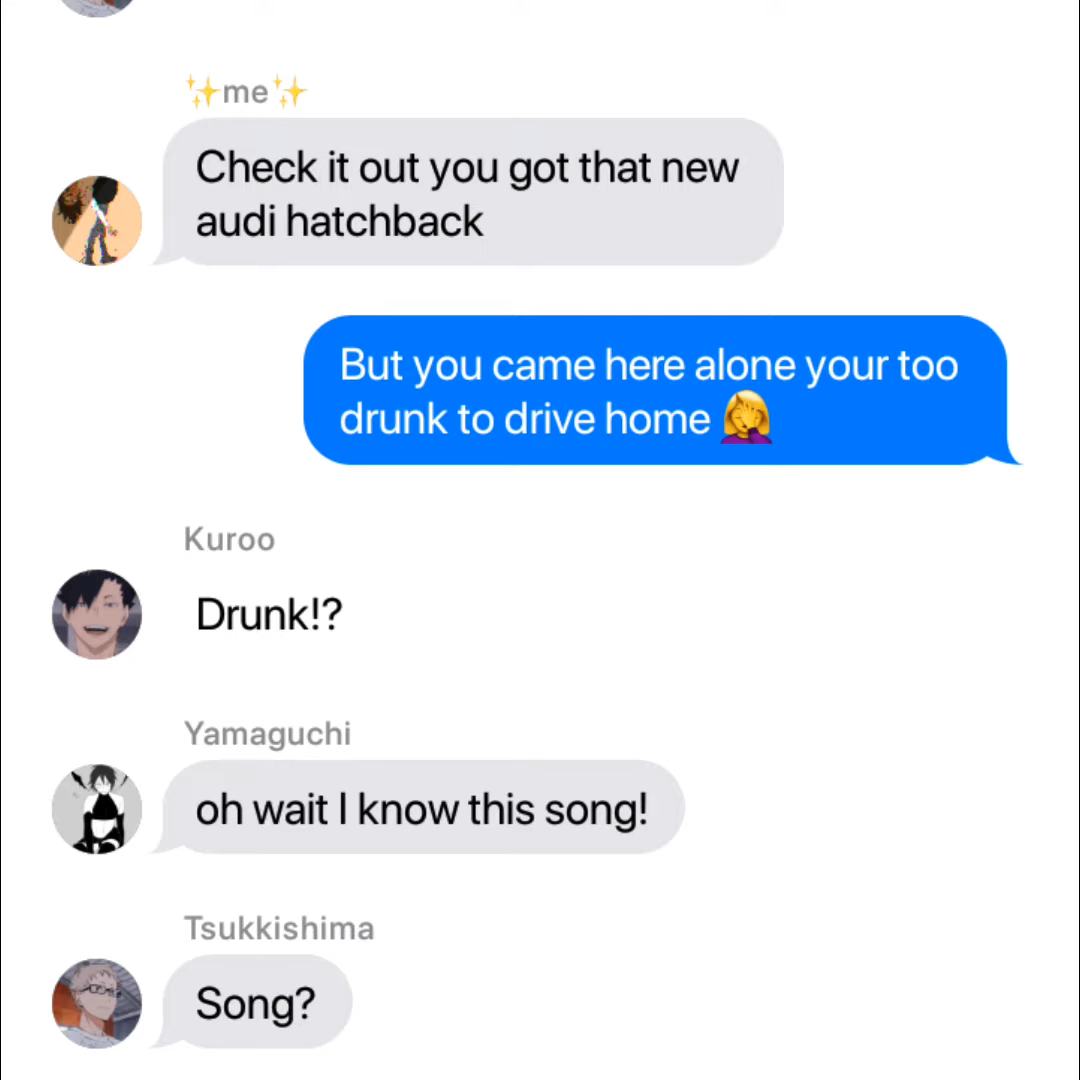 ✨me✨
Check it out you got that new
audi hatchback
But you came here alone your too
drunk to drive home 🤦‍♀️
Kuroo
Drunk!?
Yamaguchi
oh wait I know this song!
Tsukkishima
Song?